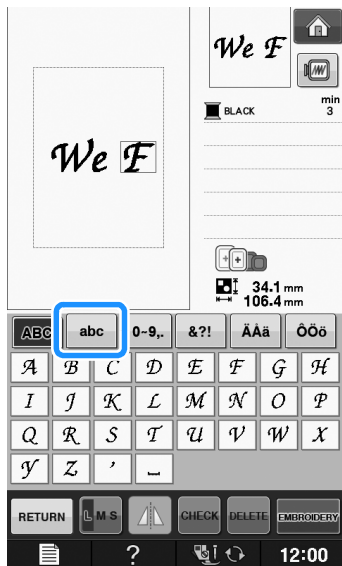 We F
We F
BLACK
min
3
34.1 mm
106.4 mm
ABC abc 0~9,. &?! ÄÅä ÔÖö
A B C D E F G H
I J K L M N O P
Q R S T U V W X
Y Z ' ⎵
RETURN L M S CHECK DELETE EMBROIDERY
? 12:00